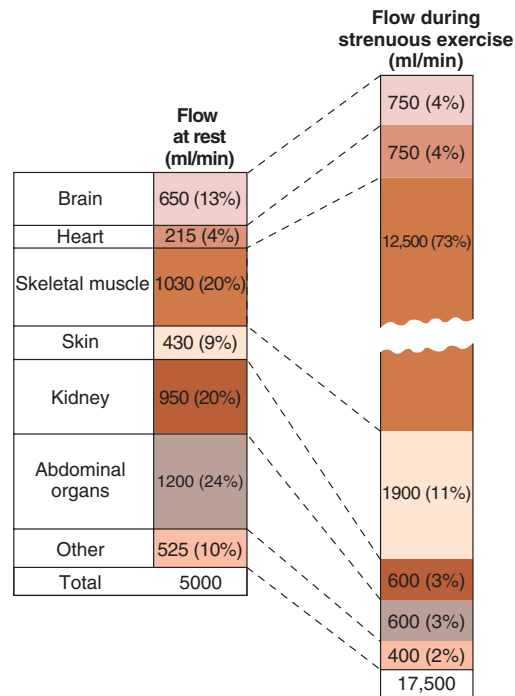 Flow during
strenuous exercise
(ml/min)
750 (4%)
750 (4%)
12,500 (73%)
1900 (11%)
600 (3%)
600 (3%)
400 (2%)
17,500
Flow
at rest
(ml/min)
Brain 650 (13%)
Heart 215 (4%)
Skeletal muscle 1030 (20%)
Skin 430 (9%)
Kidney 950 (20%)
Abdominal
organs 1200 (24%)
Other 525 (10%)
Total 5000